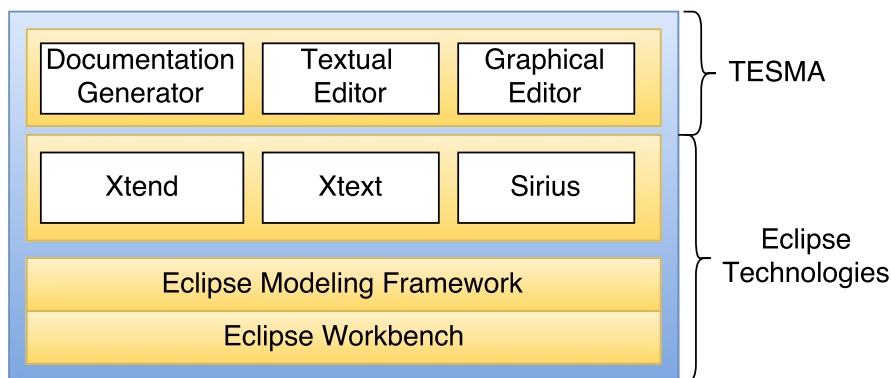 Documentation
Generator
Textual
Editor
Graphical
Editor
TESMA
Xtend
Xtext
Sirius
Eclipse
Technologies
Eclipse Modeling Framework
Eclipse Workbench